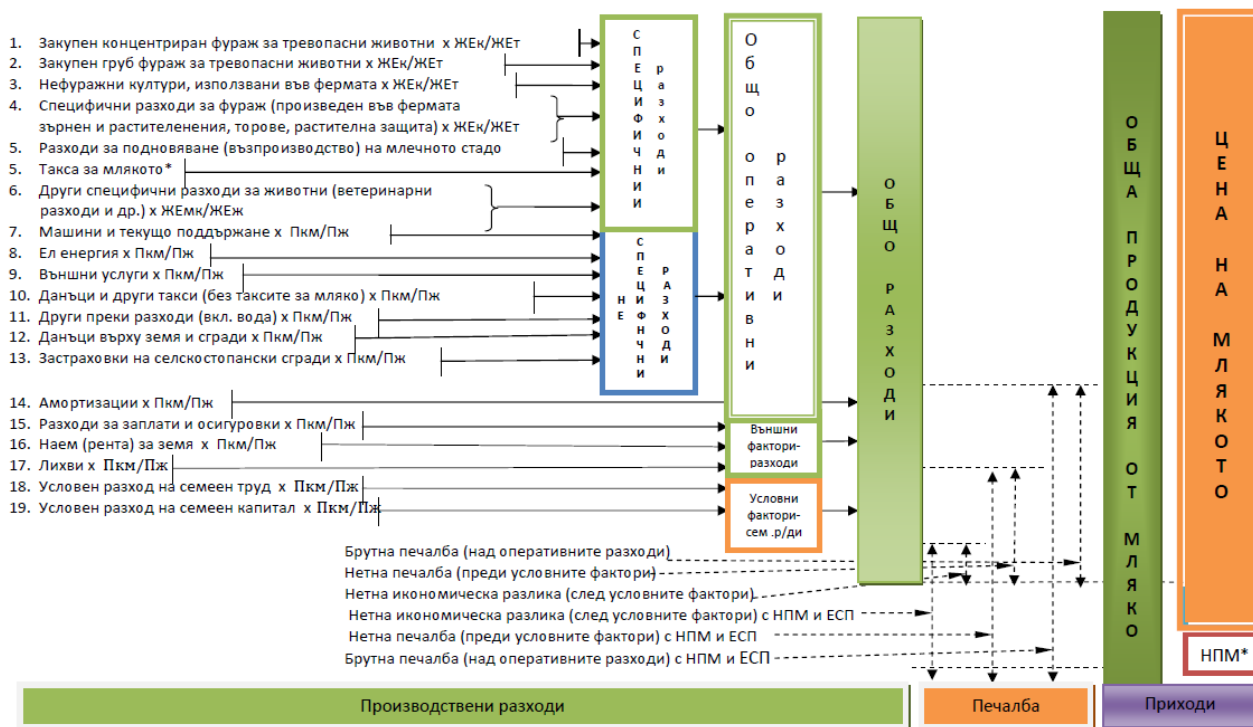 1. Закупен концентриран фураж за тревопасни животни x ЖЕк/ЖЕт
2. Закупен груб фураж за тревопасни животни x ЖЕк/ЖЕт
3. Нефуражни култури, използвани във фермата x ЖЕк/ЖЕт
4. Специфични разходи за фураж (произведен във фермата
зърнен и растителенения, торове, растителна защита) x ЖЕк/ЖЕт
5. Разходи за подновяване (възпроизводство) на млечното стадо
5. Такса за млякото*
6. Други специфични разходи за животни (ветеринарни
разходи и др.) x ЖЕмк/ЖЕж
7. Машини и текущо поддържане x Пкм/Пж
8. Ел енергия x Пкм/Пж
9. Външни услуги x Пкм/Пж
10. Данъци и други такси (без таксите за мляко) x Пкм/Пж
11. Други преки разходи (вкл. вода) x Пкм/Пж
12. Данъци върху земя и сгради x Пкм/Пж
13. Застраховки на селскостопански сгради x Пкм/Пж
14. Амортизации x Пкм/Пж
15. Разходи за заплати и осигуровки x Пкм/Пж
16. Наем (рента) за земя x Пкм/Пж
17. Лихви x Пкм/Пж
18. Условен разход на семеен труд x Пкм/Пж
19. Условен разход на семеен капитал x Пкм/Пж
СПЕЦИФИЧНИИ
разходи
НЕ
СПЕЦИФНЧНИ
РАЗХОДИ
Общо оперативни
разходи
Външни
фактори-
разходи
Условни
фактори-
сем .р/ди
ОБЩО РАЗХОДИ
ОБЩА ПРОДУКЦИЯ ОТ МЛЯКО
ЦЕНА НА МЛЯКОТО
НПМ*
Брутна печалба (над оперативните разходи)
Нетна печалба (преди условните фактори)
Нетна икономическа разлика (след условните фактори)
Нетна икономическа разлика (след условните фактори) с НПМ и ЕСП
Нетна печалба (преди условните фактори) с НПМ и ЕСП
Брутна печалба (над оперативните разходи) с НПМ и ЕСП
Производствени разходи
Печалба
Приходи